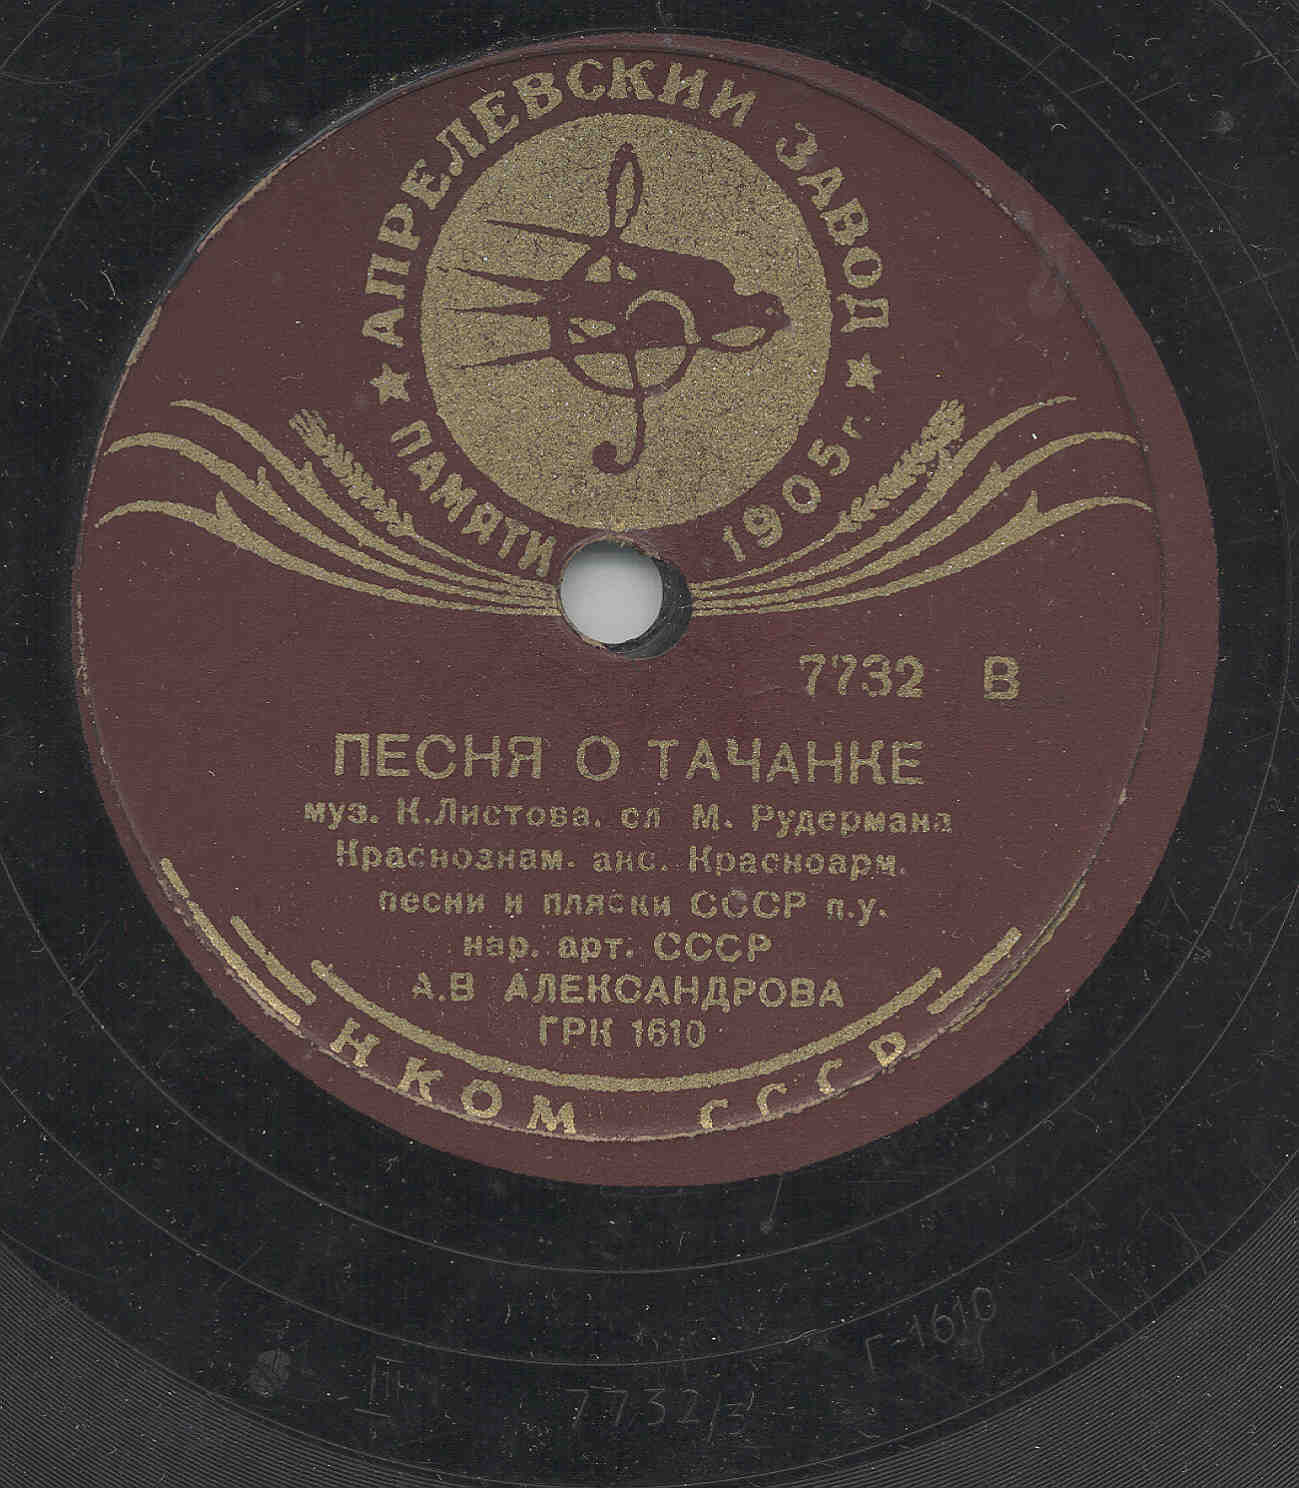 АПРЕЛЕВСКИЙ ЗАВОД
ПАМЯТИ 1905 г.
7732 В
ПЕСНЯ О ТАЧАНКЕ
муз. К.Листова. сл М. Рудермана
Краснознам. анс. Красноарм.
песни и пляски СССР п.у.
нар. арт. СССР
А.В АЛЕКСАНДРОВА
ГРК 1610
НКОМ СССР
Г-1610
III
7732/3